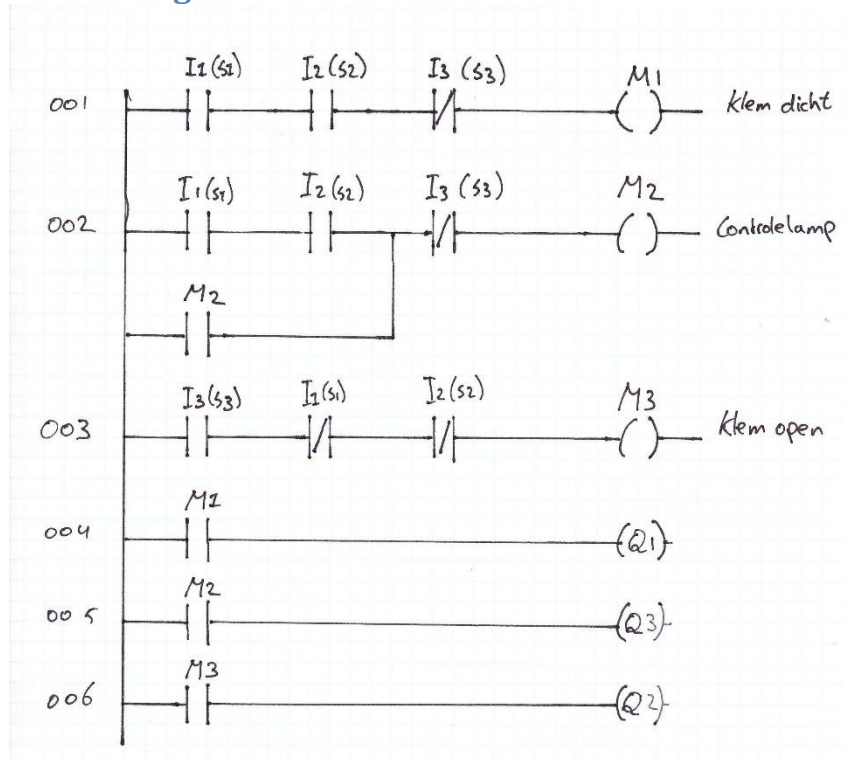 I1(S1) I2(S2) I3 (S3) M1
001 klem dicht
I1(S1) I2(S2) I3 (S3) M2
002 Controlelamp
M2
I3(S3) I1(S1) I2(S2) M3
003 klem open
M1
004 (Q1)
M2
005 (Q3)
M3
006 (Q2)